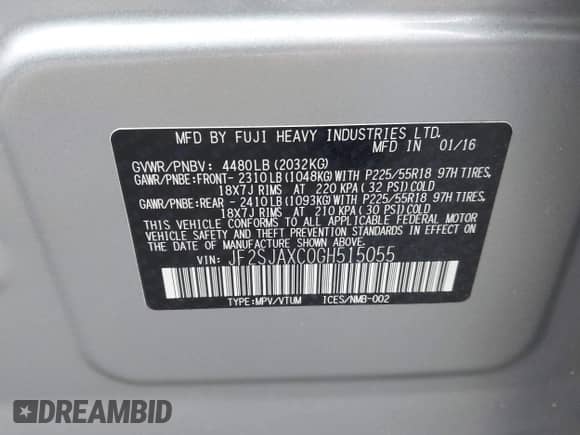 MFD BY FUJI HEAVY INDUSTRIES LTD.
MFD IN 01/16
GVWR/PNBV: 4480LB(2032KG)
GAWR/PNBE:FRONT- 2310LB(1048KG)WITH P225/55R18 97H TIRES,
18X7J RIMS AT 220 KPA(32 PSI)COLD
GAWR/PNBE:REAR - 2410LB(1093KG)WITH P225/55R18 97H TIRES,
18X7J RIMS AT 210 KPA(30 PSI)COLD
THIS VEHICLE CONFORMS TO ALL APPLICABLE FEDERAL MOTOR
VEHICLE SAFETY AND THEFT PREVENTION STANDARDS IN EFFECT
ON THE DATE OF MANUFACTURE SHOWN ABOVE.
VIN: JF2SJAXC0GH515055
TYPE:MPV/VTUM ICES/NMB-002
DREAMBID